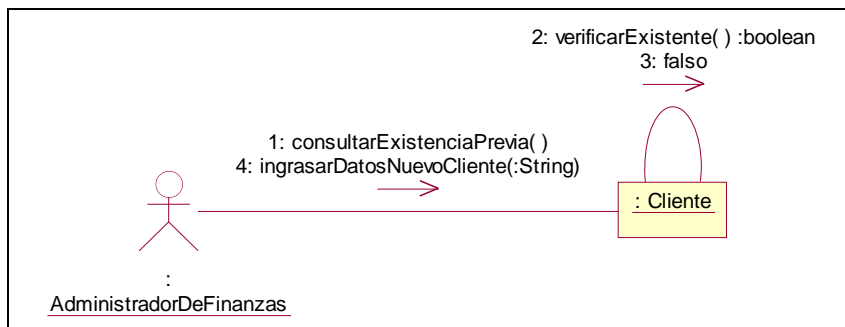 2: verificarExistente( ) :boolean
3: falso
1: consultarExistenciaPrevia( )
4: ingrasarDatosNuevoCliente(:String)
: Cliente
:
AdministradorDeFinanzas